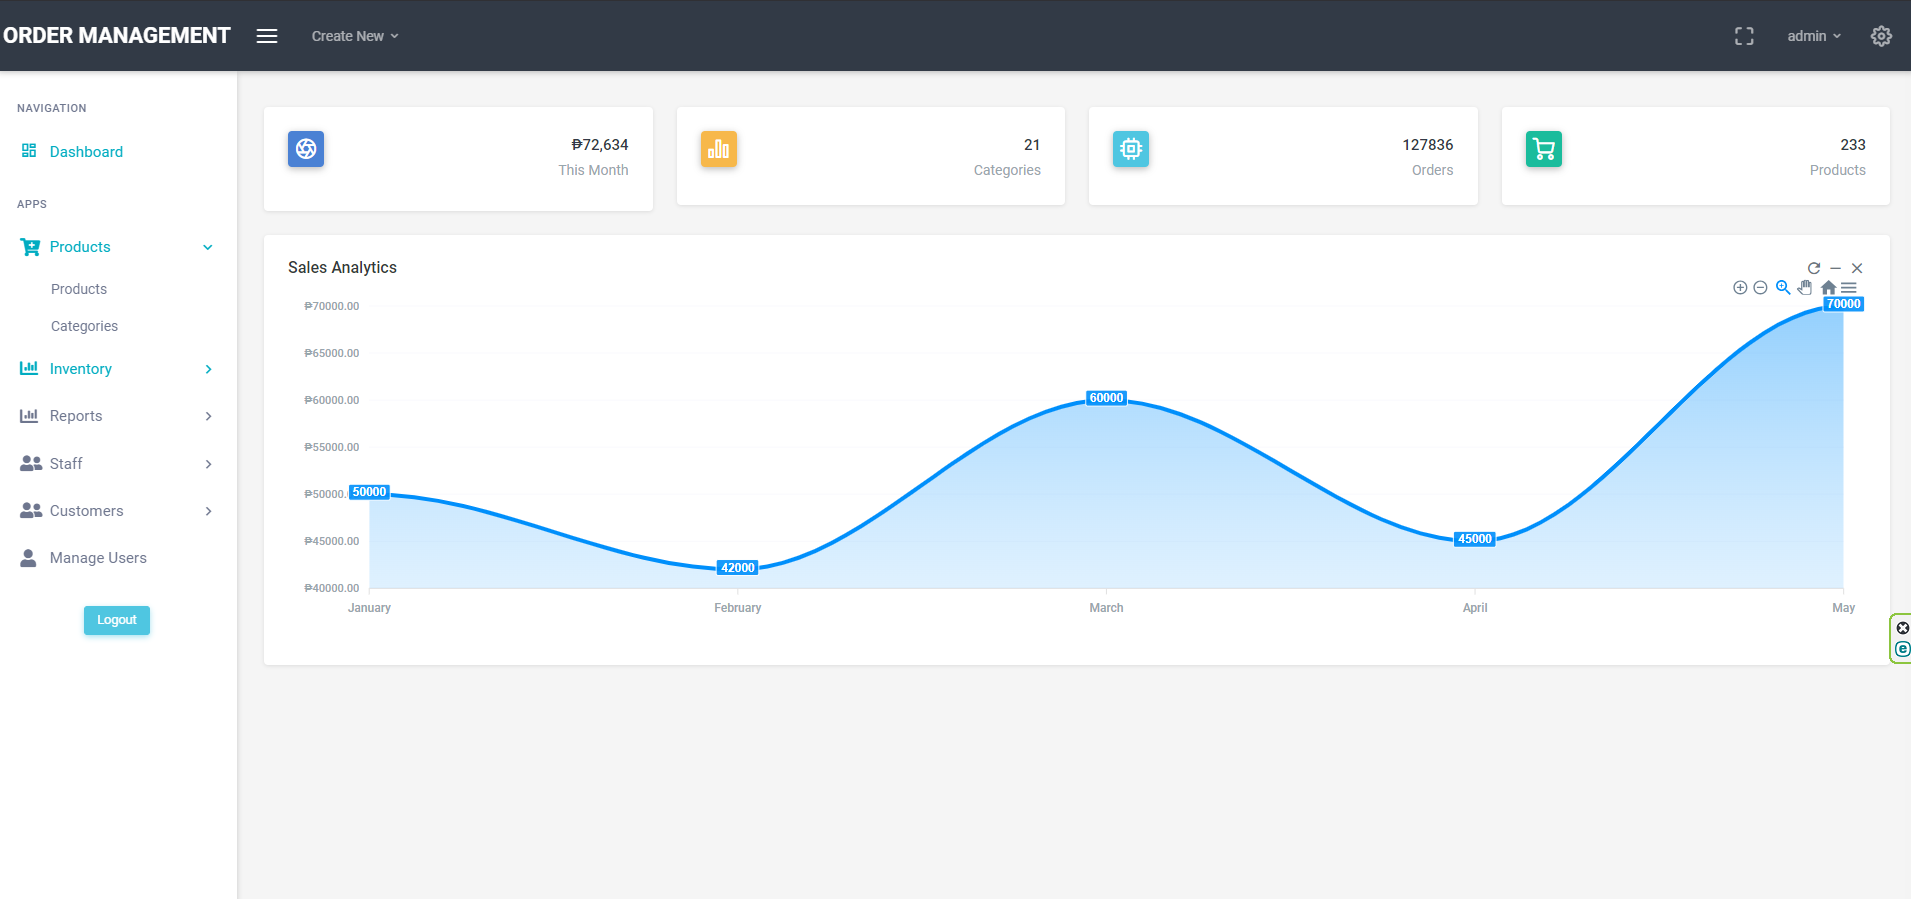 ORDER MANAGEMENT
Create New
admin
NAVIGATION
Dashboard
APPS
Products
Products
Categories
Inventory
Reports
Staff
Customers
Manage Users
Logout
₱72,634
This Month
21
Categories
127836
Orders
233
Products
Sales Analytics
₱70000.00
₱65000.00
₱60000.00
₱55000.00
₱50000.
₱45000.00
₱40000.00
50000
42000
60000
45000
70000
January
February
March
April
May
e